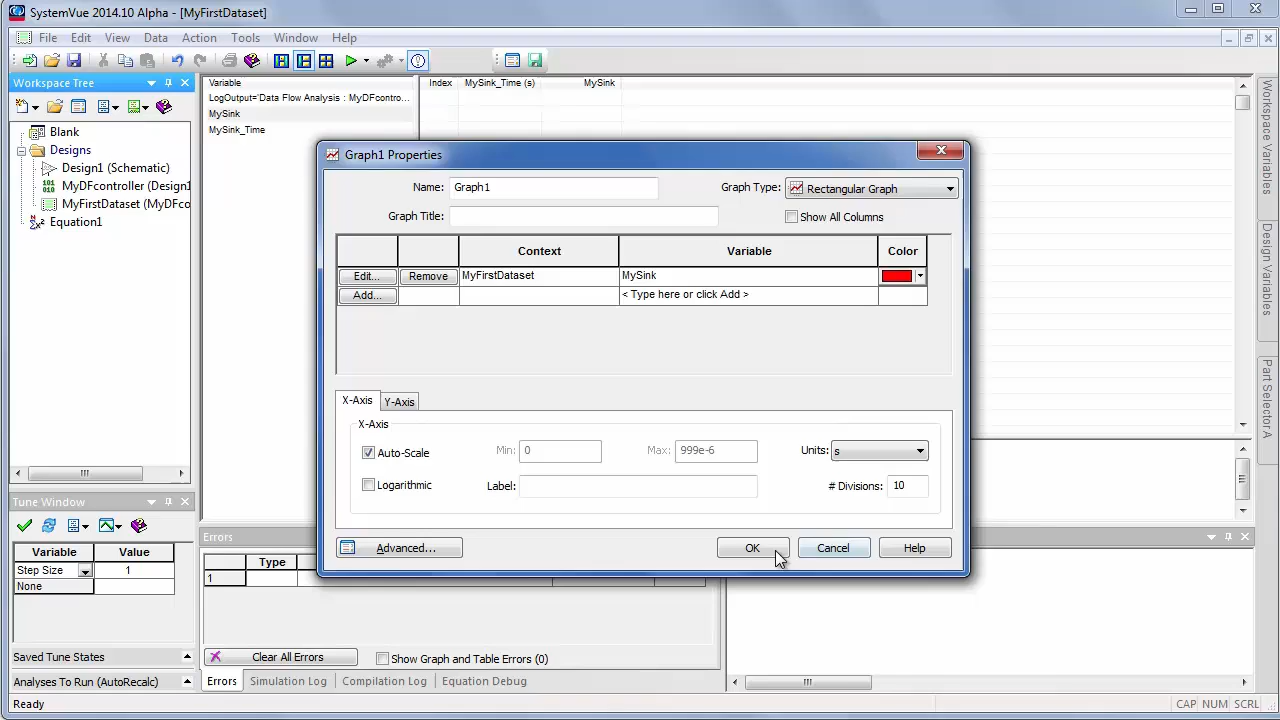 SystemVue 2014.10 Alpha - [MyFirstDataset]
File Edit View Data Action Tools Window Help
Workspace Tree
Variable
Index MySink_Time (s) MySink
LogOutput='Data Flow Analysis : MyDFcontro...
MySink
MySink_Time
Blank
Designs
Design1 (Schematic)
MyDFcontroller (Design1
MyFirstDataset (MyDFco
Equation1
Graph1 Properties
Name: Graph1
Graph Type: Rectangular Graph
Graph Title:
Show All Columns
Context Variable Color
Edit... Remove MyFirstDataset MySink
Add... < Type here or click Add >
X-Axis Y-Axis
X-Axis
Auto-Scale Min: 0 Max: 999e-6 Units: s
Logarithmic Label: # Divisions: 10
Advanced... OK Cancel Help
Tune Window
Variable Value
Step Size 1
None
Saved Tune States
Analyses To Run (AutoRecalc)
Errors
Type
1
Clear All Errors
Show Graph and Table Errors (0)
Errors Simulation Log Compilation Log Equation Debug
Workspace Variables
Design Variables
Part Selector A
Ready
CAP NUM SCRL